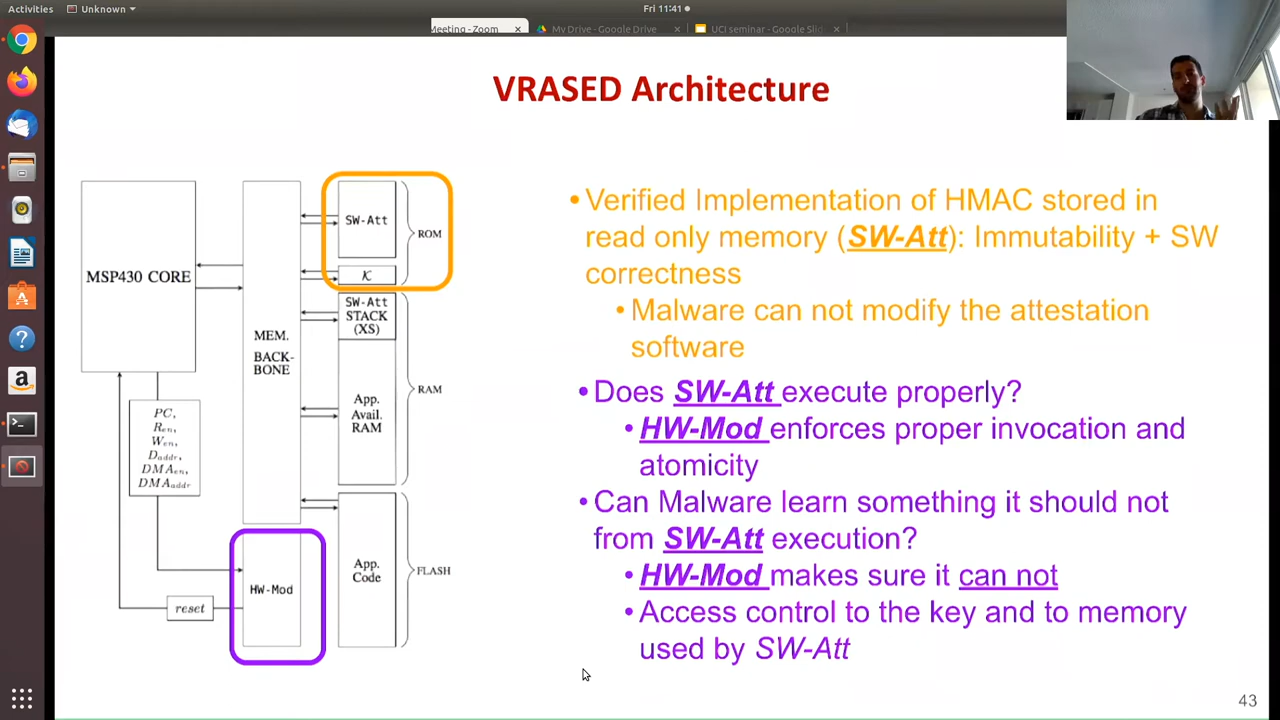 Activities
Unknown
Fri 11:41
Meeting - Zoom
My Drive - Google Drive
UCI seminar - Google Slid
VRASED Architecture
MSP430 CORE
MEM.
BACK-
BONE
SW-Att
K
ROM
SW-Att
STACK
(XS)
App.
Avail.
RAM
RAM
PC,
Ren,
Wen,
Daddr,
DMAen,
DMAaddr
HW-Mod
reset
App.
Code
FLASH
• Verified Implementation of HMAC stored in
read only memory (SW-Att): Immutability + SW
correctness
• Malware can not modify the attestation
software
• Does SW-Att execute properly?
• HW-Mod enforces proper invocation and
atomicity
• Can Malware learn something it should not
from SW-Att execution?
• HW-Mod makes sure it can not
• Access control to the key and to memory
used by SW-Att
43